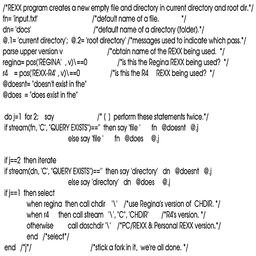 /*REXX program creates a new empty file and directory in current directory and root dir.*/
fn= 'input.txt' /*default name of a file. */
dn= 'docs' /*default name of a directory (folder).*/
@.1= 'current directory'; @.2= 'root directory' /*messages used to indicate which pass.*/
parse upper version v /*obtain name of the REXX being used. */
regina= pos('REGINA' , v)\==0 /*is this the Regina REXX being used? */
r4 = pos('REXX-R4' , v)\==0 /*is this the R4 REXX being used? */
@doesnt= "doesn't exist in the"
@does = "does exist in the"
do j=1 for 2; say /* [ ] perform these statements twice.*/
if stream(fn, 'C', "QUERY EXISTS")=='' then say 'file ' fn @doesnt @.j
else say 'file ' fn @does @.j
if j==2 then iterate
if stream(dn, 'C', "QUERY EXISTS")=='' then say 'directory' dn @doesnt @.j
else say 'directory' dn @does @.j
if j==1 then select
when regina then call chdir '\' /*use Regina's version of CHDIR. */
when r4 then call stream '\', "C", 'CHDIR' /*R4's version. */
otherwise call doschdir '\' /*PC/REXX & Personal REXX version.*/
end /*select*/
end /*j*/ /*stick a fork in it, we're all done. */